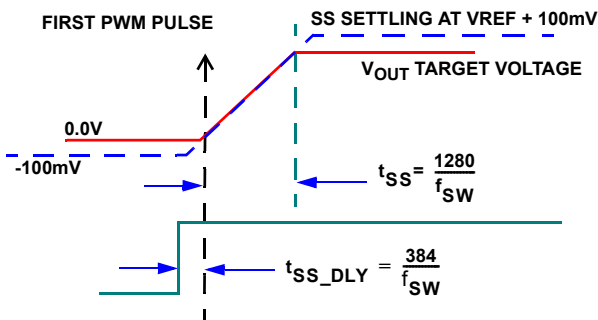 FIRST PWM PULSE
SS SETTLING AT VREF + 100mV
VOUT TARGET VOLTAGE
0.0V
-100mV
tSS = 1280 / fSW
tSS_DLY = 384 / fSW